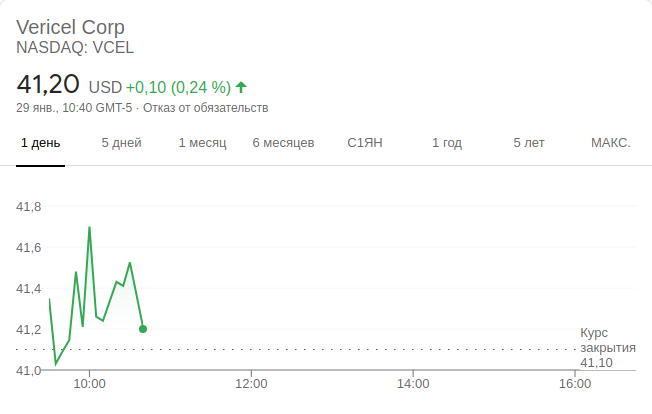 Vericel Corp
NASDAQ: VCEL
41,20 USD +0,10 (0,24 %)
29 янв., 10:40 GMT-5 · Отказ от обязательств
1 день 5 дней 1 месяц 6 месяцев С1ЯН 1 год 5 лет МАКС.
41,8
41,6
41,4
41,2
41,0
Курс
закрытия
41,10
10:00 12:00 14:00 16:00